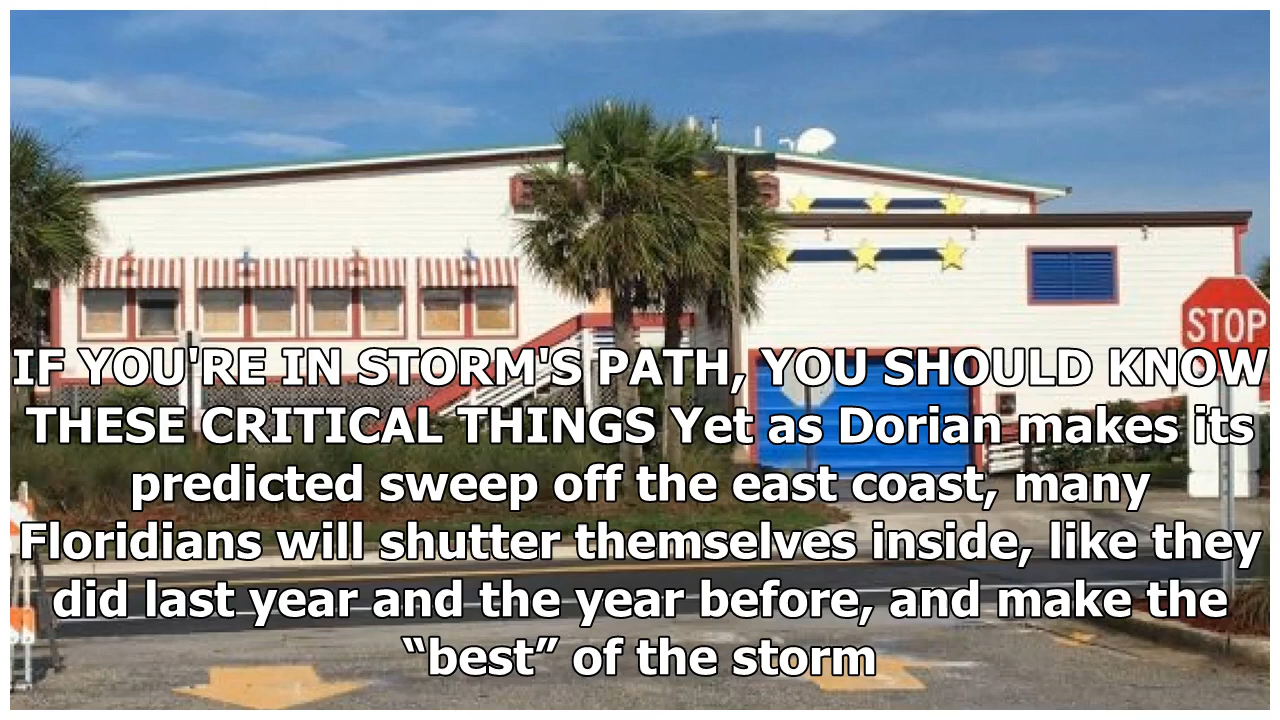 STOP
IF YOU'RE IN STORM'S PATH, YOU SHOULD KNOW
THESE CRITICAL THINGS Yet as Dorian makes its
predicted sweep off the east coast, many
Floridians will shutter themselves inside, like they
did last year and the year before, and make the
“best” of the storm